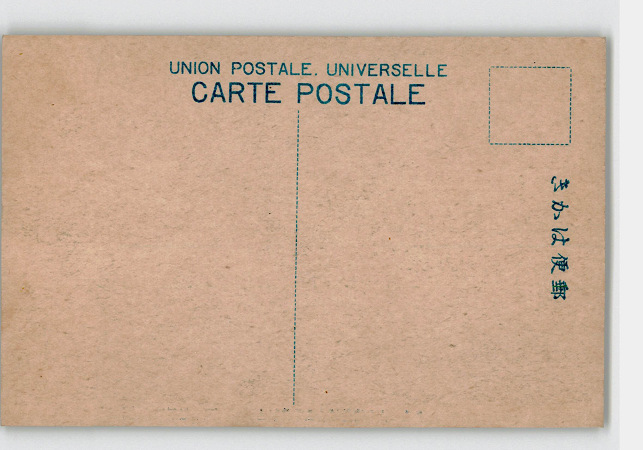 UNION POSTALE. UNIVERSELLE
CARTE POSTALE
郵便はかき